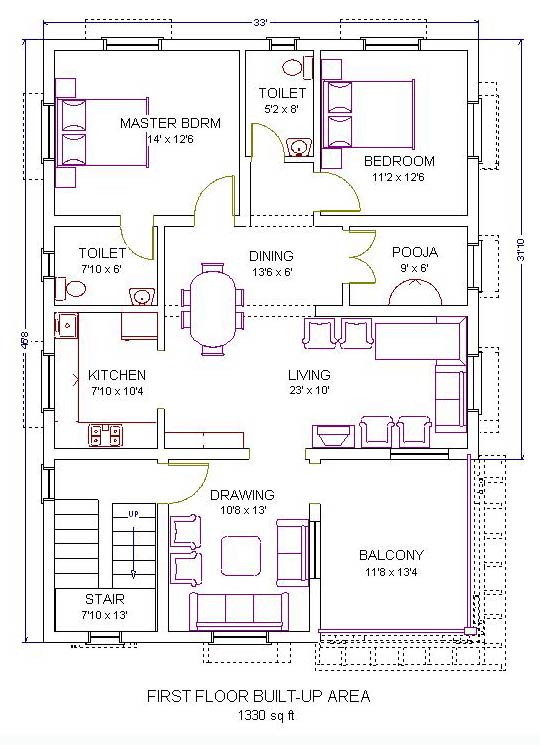 33'
TOILET
5'2 x 8'
MASTER BDRM
14' x 12'6
BEDROOM
11'2 x 12'6
TOILET
7'10 x 6'
DINING
13'6 x 6'
POOJA
9' x 6'
31'10
KITCHEN
7'10 x 10'4
LIVING
23' x 10'
DRAWING
10'8 x 13'
UP
BALCONY
11'8 x 13'4
STAIR
7'10 x 13'
FIRST FLOOR BUILT-UP AREA
1330 sq ft